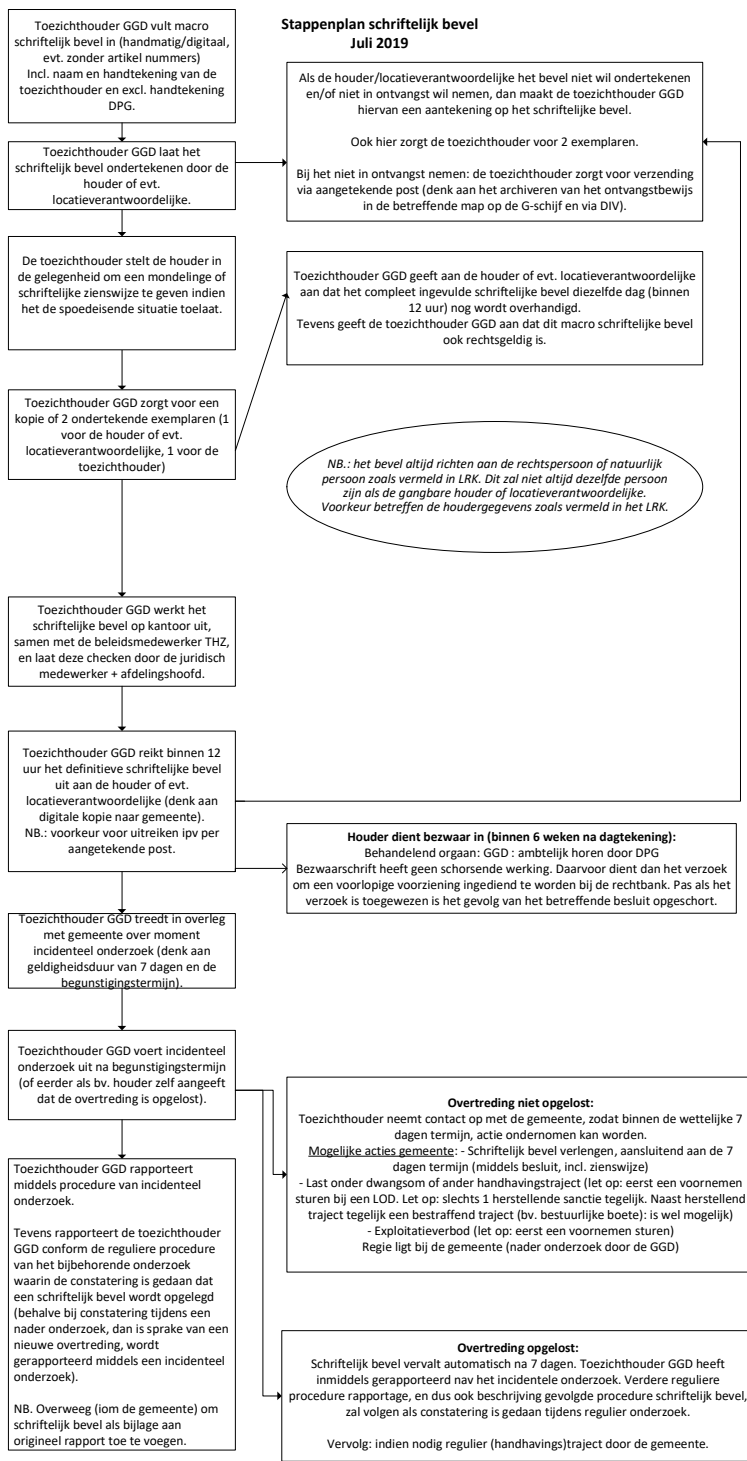 Stappenplan schriftelijk bevel
Juli 2019
Toezichthouder GGD vult macro
schriftelijk bevel in (handmatig/digitaal,
evt. zonder artikel nummers)
Incl. naam en handtekening van de
toezichthouder en excl. handtekening
DPG.
Als de houder/locatieverantwoordelijke het bevel niet wil ondertekenen
en/of niet in ontvangst wil nemen, dan maakt de toezichthouder GGD
hiervan een aantekening op het schriftelijke bevel.
Ook hier zorgt de toezichthouder voor 2 exemplaren.
Bij het niet in ontvangst nemen: de toezichthouder zorgt voor verzending
via aangetekende post (denk aan het archiveren van het ontvangstbewijs
in de betreffende map op de G-schijf en via DIV).
Toezichthouder GGD laat het
schriftelijk bevel ondertekenen door de
houder of evt.
locatieverantwoordelijke.
De toezichthouder stelt de houder in
de gelegenheid om een mondelinge of
schriftelijke zienswijze te geven indien
het de spoedeisende situatie toelaat.
Toezichthouder GGD geeft aan de houder of evt. locatieverantwoordelijke
aan dat het compleet ingevulde schriftelijke bevel diezelfde dag (binnen
12 uur) nog wordt overhandigd.
Tevens geeft de toezichthouder GGD aan dat dit macro schriftelijke bevel
ook rechtsgeldig is.
Toezichthouder GGD zorgt voor een
kopie of 2 ondertekende exemplaren (1
voor de houder of evt.
locatieverantwoordelijke, 1 voor de
toezichthouder)
NB.: het bevel altijd richten aan de rechtspersoon of natuurlijk
persoon zoals vermeld in LRK. Dit zal niet altijd dezelfde persoon
zijn als de gangbare houder of locatieverantwoordelijke.
Voorkeur betreffen de houdergegevens zoals vermeld in het LRK.
Toezichthouder GGD werkt het
schriftelijke bevel op kantoor uit,
samen met de beleidsmedewerker THZ,
en laat deze checken door de juridisch
medewerker + afdelingshoofd.
Toezichthouder GGD reikt binnen 12
uur het definitieve schriftelijke bevel
uit aan de houder of evt.
locatieverantwoordelijke (denk aan
digitale kopie naar gemeente).
NB.: voorkeur voor uitreiken ipv per
aangetekende post.
Houder dient bezwaar in (binnen 6 weken na dagtekening):
Behandelend orgaan: GGD : ambtelijk horen door DPG
Bezwaarschrift heeft geen schorsende werking. Daarvoor dient dan het verzoek
om een voorlopige voorziening ingediend te worden bij de rechtbank. Pas als het
verzoek is toegewezen is het gevolg van het betreffende besluit opgeschort.
Toezichthouder GGD treedt in overleg
met gemeente over moment
incidenteel onderzoek (denk aan
geldigheidsduur van 7 dagen en de
begunstigingstermijn).
Toezichthouder GGD voert incidenteel
onderzoek uit na begunstigingstermijn
(of eerder als bv. houder zelf aangeeft
dat de overtreding is opgelost).
Overtreding niet opgelost:
Toezichthouder neemt contact op met de gemeente, zodat binnen de wettelijke 7
dagen termijn, actie ondernomen kan worden.
Mogelijke acties gemeente: - Schriftelijk bevel verlengen, aansluitend aan de 7
dagen termijn (middels besluit, incl. zienswijze)
- Last onder dwangsom of ander handhavingstraject (let op: eerst een voornemen
sturen bij een LOD. Let op: slechts 1 herstellende sanctie tegelijk. Naast herstellend
traject tegelijk een bestraffend traject (bv. bestuurlijke boete): is wel mogelijk)
- Exploitatieverbod (let op: eerst een voornemen sturen)
Regie ligt bij de gemeente (nader onderzoek door de GGD)
Toezichthouder GGD rapporteert
middels procedure van incidenteel
onderzoek.
Tevens rapporteert de toezichthouder
GGD conform de reguliere procedure
van het bijbehorende onderzoek
waarin de constatering is gedaan dat
een schriftelijk bevel wordt opgelegd
(behalve bij constatering tijdens een
nader onderzoek, dan is sprake van een
nieuwe overtreding, wordt
gerapporteerd middels een incidenteel
onderzoek).
NB. Overweeg (iom de gemeente) om
schriftelijk bevel als bijlage aan
origineel rapport toe te voegen.
Overtreding opgelost:
Schriftelijk bevel vervalt automatisch na 7 dagen. Toezichthouder GGD heeft
inmiddels gerapporteerd nav het incidentele onderzoek. Verdere reguliere
procedure rapportage, en dus ook beschrijving gevolgde procedure schriftelijk bevel,
zal volgen als constatering is gedaan tijdens regulier onderzoek.
Vervolg: indien nodig regulier (handhavings)traject door de gemeente.